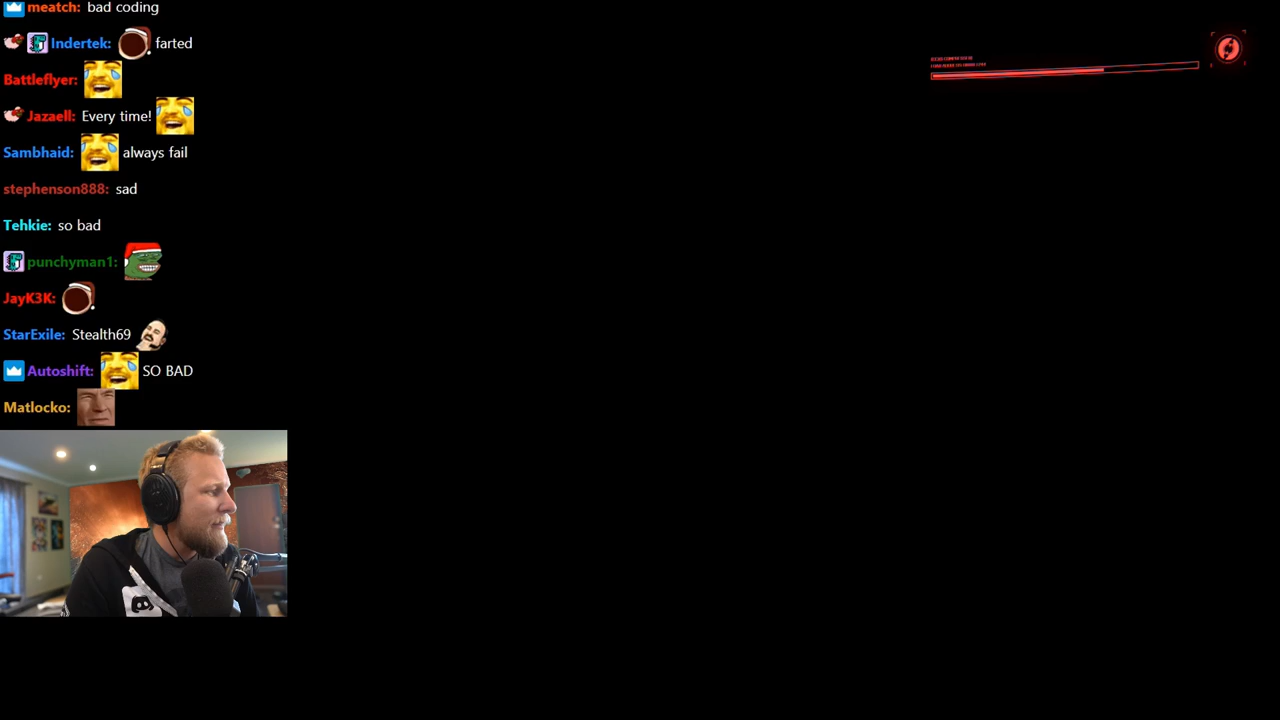 meatch: bad coding
Indertek: farted
Battleflyer:
Jazaell: Every time!
Sambhaid: always fail
stephenson888: sad
Tehkie: so bad
punchyman1:
JayK3K:
StarExile: Stealth69
Autoshift: SO BAD
Matlocko: